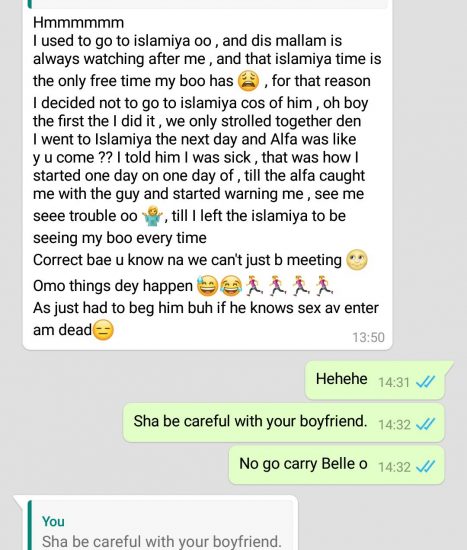 Hmmmmmm
I used to go to islamiya oo , and dis mallam is
always watching after me , and that islamiya time is
the only free time my boo has 😩 , for that reason
I decided not to go to islamiya cos of him , oh boy
the first the I did it , we only strolled together den
I went to Islamiya the next day and Alfa was like
y u come ?? I told him I was sick , that was how I
started one day on one day of , till the alfa caught
me with the guy and started warning me , see me
seee trouble oo 🤷‍♂️ , till I left the islamiya to be
seeing my boo every time
Correct bae u know na we can't just b meeting 🌝
Omo things dey happen 😅😂🏃‍♀️🏃‍♀️🏃‍♀️🏃‍♀️
As just had to beg him buh if he knows sex av enter
am dead😑
13:50
Hehehe 14:31
Sha be careful with your boyfriend. 14:32
No go carry Belle o 14:32
You
Sha be careful with your boyfriend.